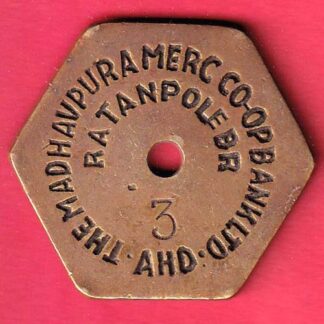 · THE MADHAVPURA MERC CO-OP BANK LTD · AHD ·
RATANPOLE BR
3